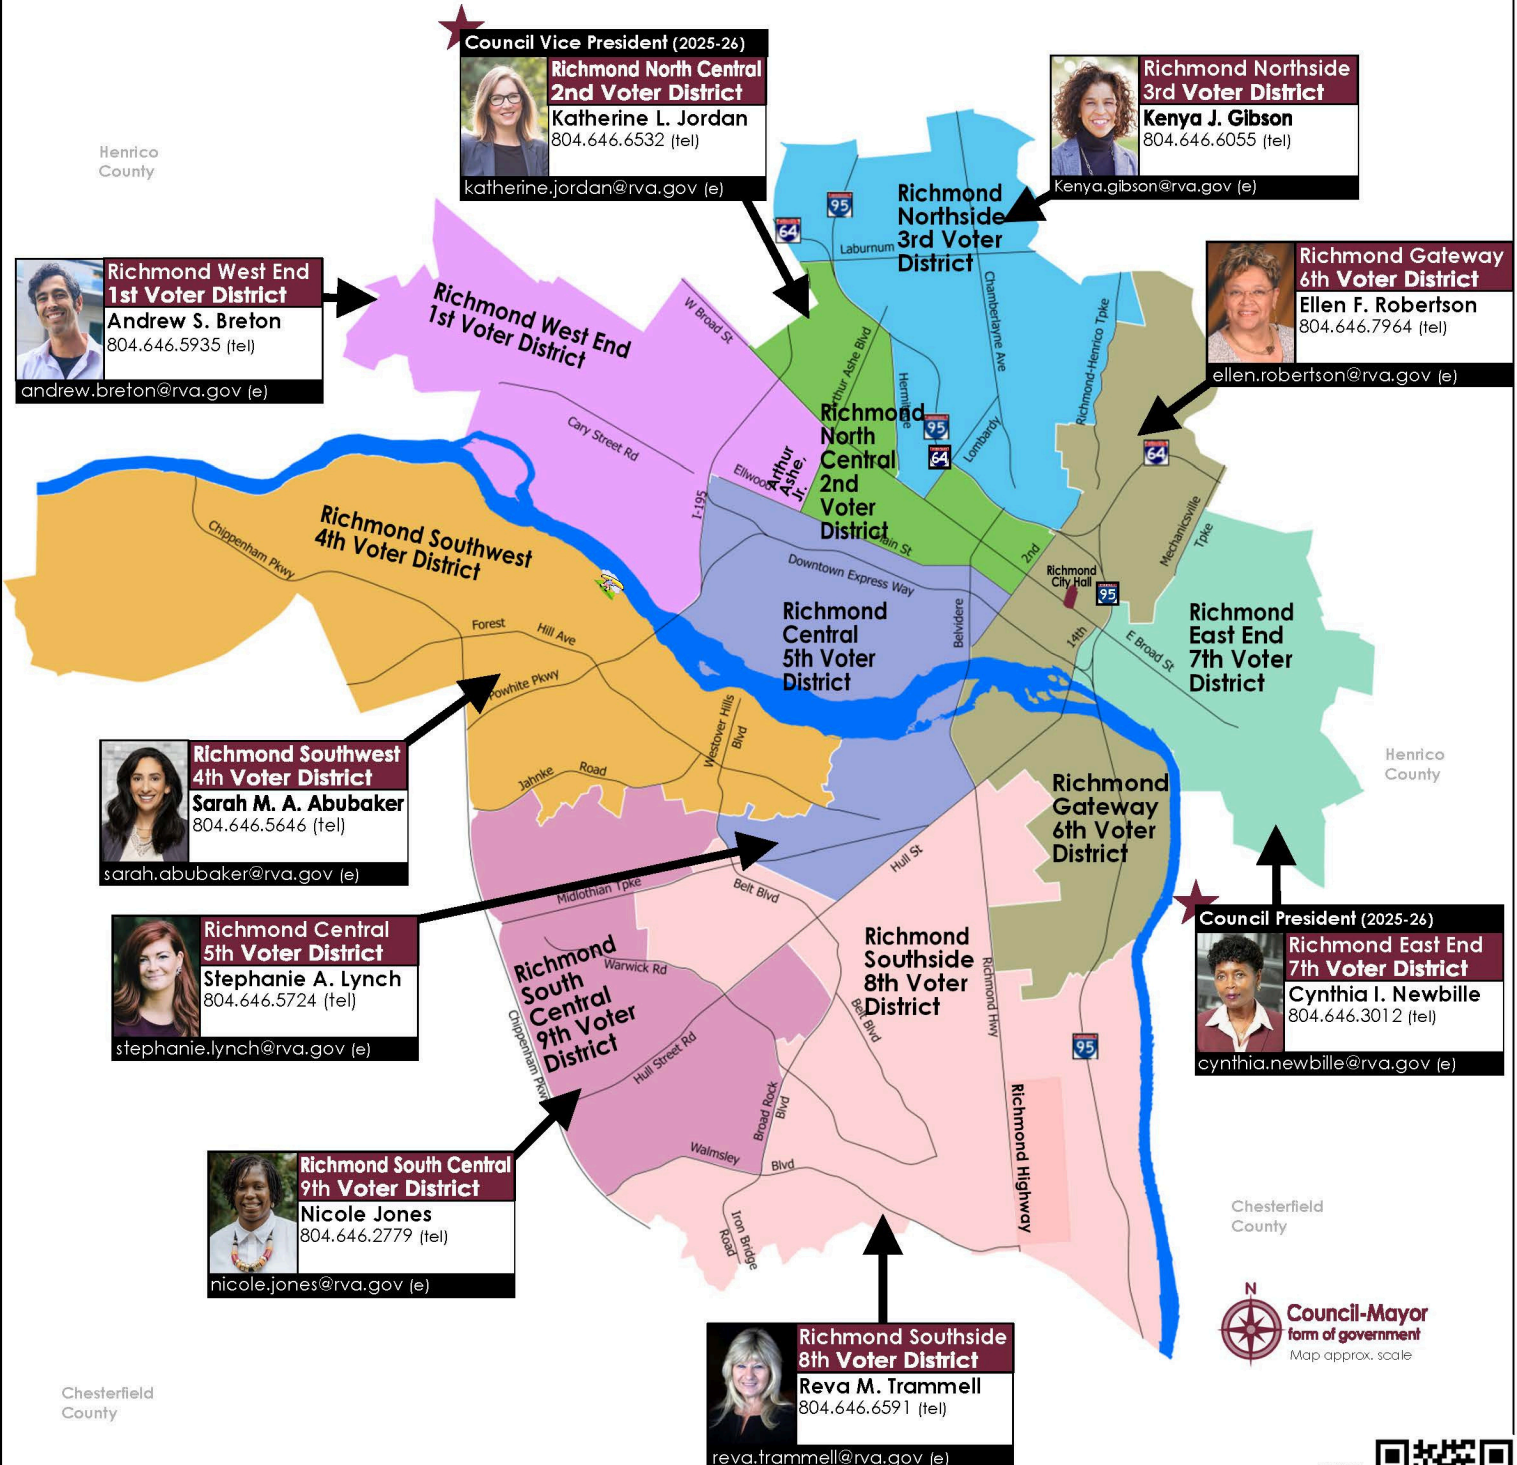 Council Vice President (2025-26)
Richmond North Central
2nd Voter District
Katherine L. Jordan
804.646.6532 (tel)
katherine.jordan@rva.gov (e)
Richmond Northside
3rd Voter District
Kenya J. Gibson
804.646.6055 (tel)
Kenya.gibson@rva.gov (e)
Henrico
County
Richmond West End
1st Voter District
Andrew S. Breton
804.646.5935 (tel)
andrew.breton@rva.gov (e)
Richmond Gateway
6th Voter District
Ellen F. Robertson
804.646.7964 (tel)
ellen.robertson@rva.gov (e)
95
64
Richmond
Northside
3rd Voter
District
Laburnum
Chamberlayne Ave
Richmond-Henrico Tpke
Richmond West End
1st Voter District
W Broad St
Arthur Ashe Blvd
Hermitage
95
64
Lombardy
64
Cary Street Rd
Ellwood
Arthur
Ashe,
Jr.
Richmond
North
Central
2nd
Voter
District
Main St
I-195
2nd
Mechanicsville
Tpke
Richmond Southwest
4th Voter District
Chippenham Pkwy
Downtown Express Way
Richmond
City Hall
95
Belvidere
14th
E Broad St
Richmond
Central
5th Voter
District
Richmond
East End
7th Voter
District
Forest
Hill Ave
Powhite Pkwy
Westover Hills
Blvd
Jahnke
Road
Richmond Southwest
4th Voter District
Sarah M. A. Abubaker
804.646.5646 (tel)
sarah.abubaker@rva.gov (e)
Henrico
County
Richmond
Gateway
6th Voter
District
Hull St
Belt Blvd
Midlothian Tpke
Richmond Central
5th Voter District
Stephanie A. Lynch
804.646.5724 (tel)
stephanie.lynch@rva.gov (e)
Council President (2025-26)
Richmond East End
7th Voter District
Cynthia I. Newbille
804.646.3012 (tel)
cynthia.newbille@rva.gov (e)
Richmond
South
Central
9th Voter
District
Warwick Rd
Richmond
Southside
8th Voter
District
Richmond Hwy
Belt Blvd
Chippenham Pkwy
Hull Street Rd
95
Broad Rock
Blvd
Richmond Highway
Walmsley
Blvd
Iron Bridge
Road
Richmond South Central
9th Voter District
Nicole Jones
804.646.2779 (tel)
nicole.jones@rva.gov (e)
Chesterfield
County
N
Council-Mayor
form of government
Map approx. scale
Richmond Southside
8th Voter District
Reva M. Trammell
804.646.6591 (tel)
reva.trammell@rva.gov (e)
Chesterfield
County